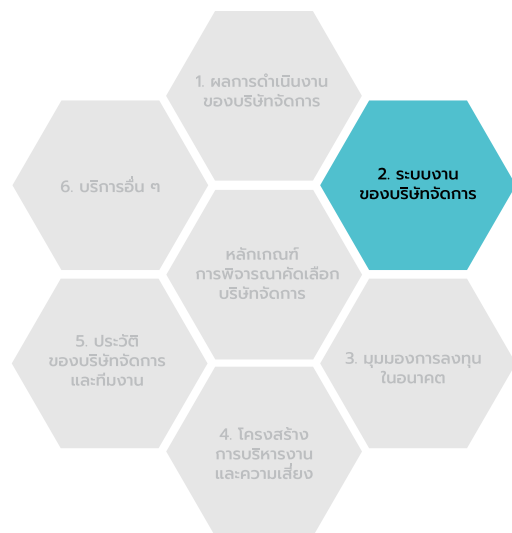 1. ผลการดำเนินงาน
ของบริษัทจัดการ
2. ระบบงาน
ของบริษัทจัดการ
6. บริการอื่น ๆ
หลักเกณฑ์
การพิจารณาคัดเลือก
บริษัทจัดการ
3. มุมมองการลงทุน
ในอนาคต
5. ประวัติ
ของบริษัทจัดการ
และทีมงาน
4. โครงสร้าง
การบริหารงาน
และความเสี่ยง